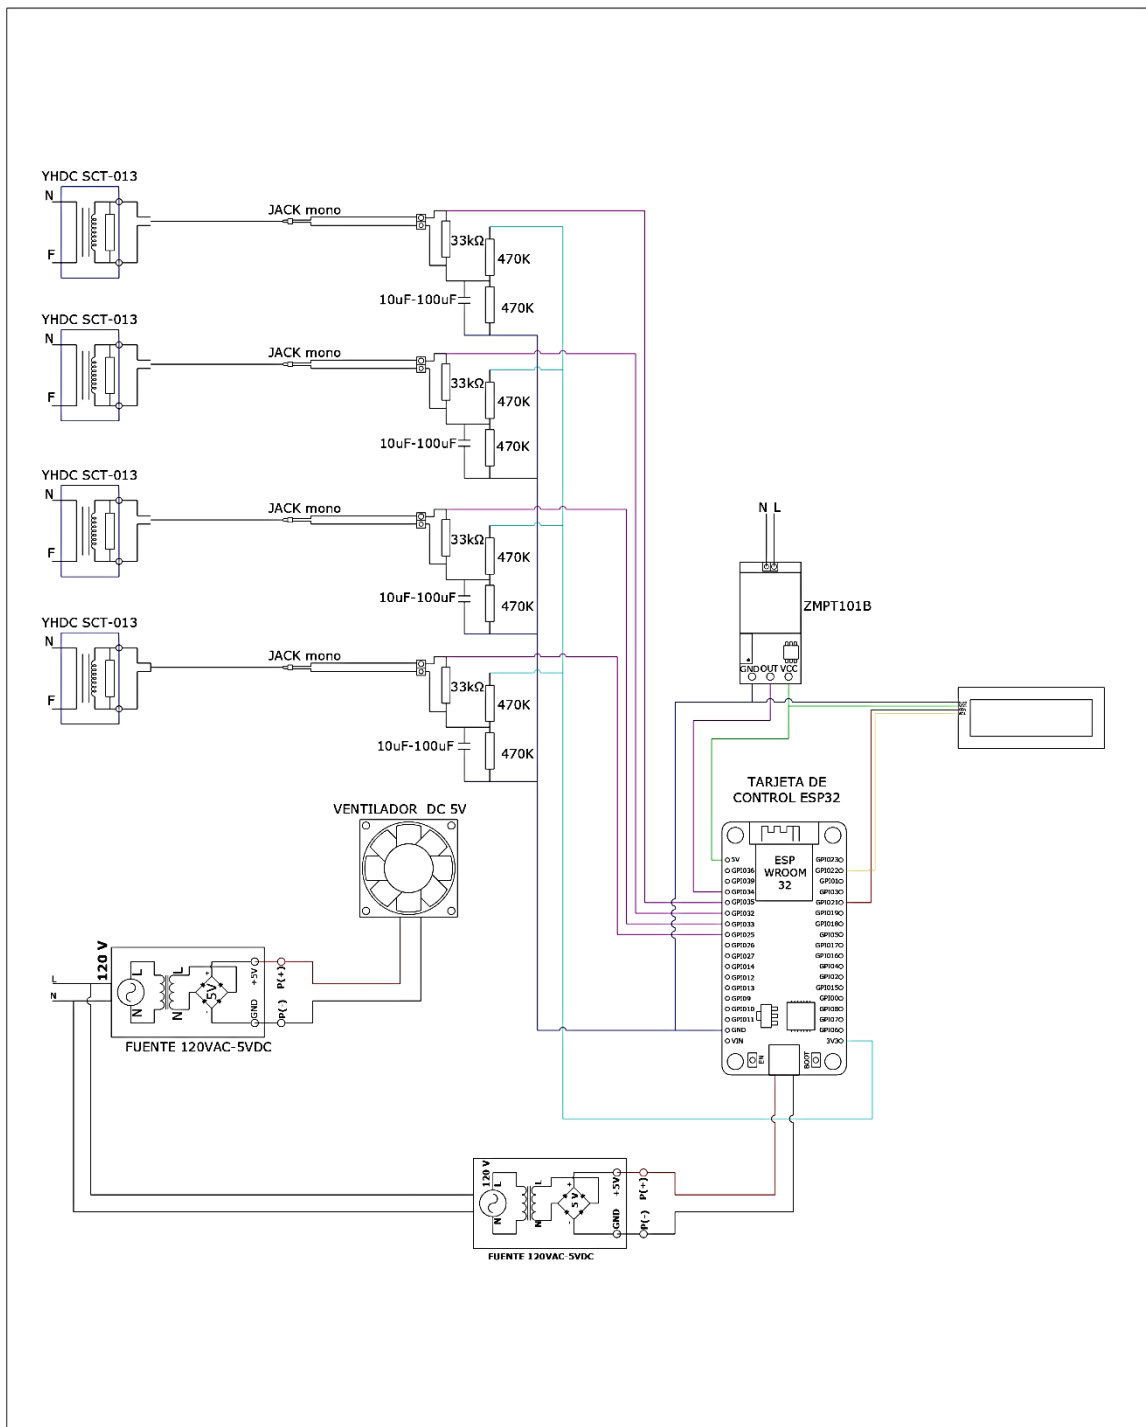 YHDC SCT-013
N
F
JACK mono
33kΩ
470K
10uF-100uF
470K
YHDC SCT-013
N
F
JACK mono
33kΩ
470K
10uF-100uF
470K
YHDC SCT-013
N
F
JACK mono
33kΩ
470K
10uF-100uF
470K
YHDC SCT-013
N
F
JACK mono
33kΩ
470K
10uF-100uF
470K
N L
ZMPT101B
GND OUT VCC
TARJETA DE
CONTROL ESP32
ESP
WROOM
32
5V
GPIO36
GPIO39
GPIO34
GPIO35
GPIO32
GPIO33
GPIO25
GPIO26
GPIO27
GPIO14
GPIO12
GPIO13
GPIO9
GPIO10
GPIO11
GND
VIN
GPIO23
GPIO22
GPIO1
GPIO3
GPIO21
GPIO19
GPIO18
GPIO5
GPIO17
GPIO16
GPIO4
GPIO2
GPIO15
GPIO0
GPIO8
GPIO7
GPIO6
3V3
EN
BOOT
VENTILADOR DC 5V
L
N
120 V
L
N
L
N
+
5V
-
+5V
GND
P(+)
P(-)
FUENTE 120VAC-5VDC
120 V
L
N
L
N
+
5 V
-
+5V
GND
P(+)
P(-)
FUENTE 120VAC-5VDC